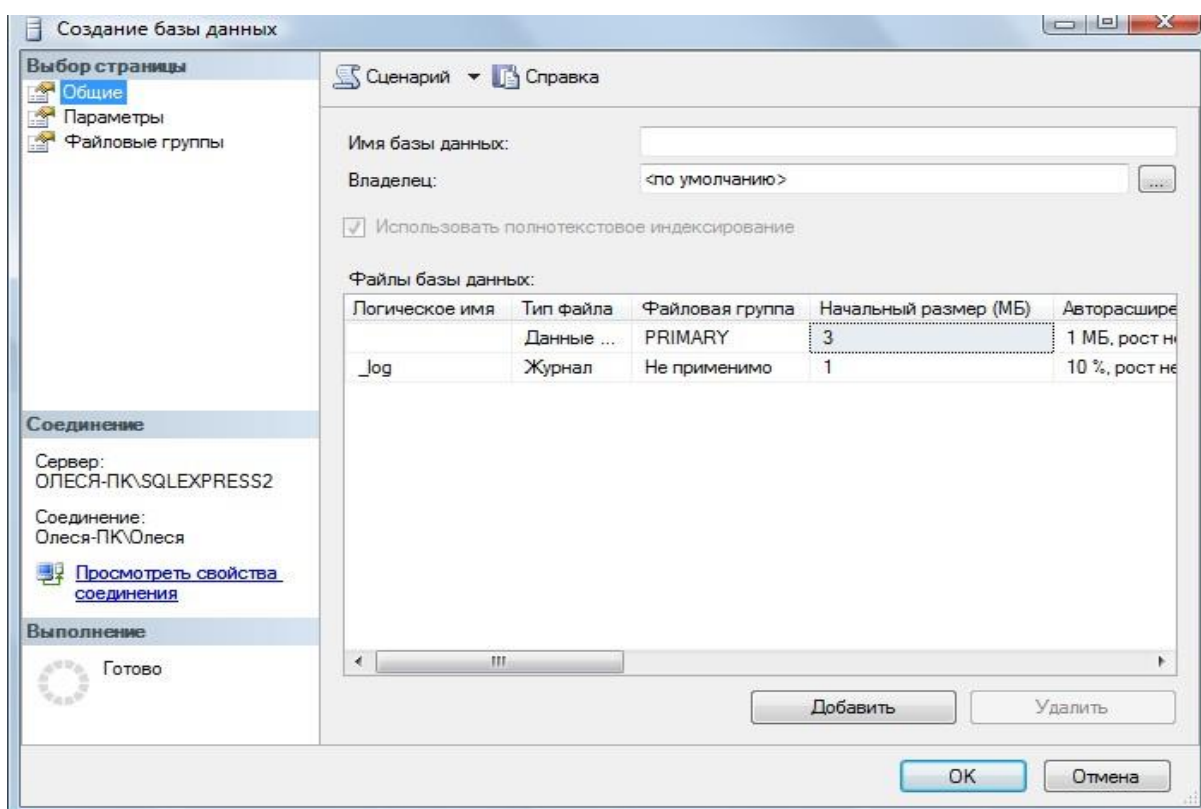 Создание базы данных
Выбор страницы
Общие
Параметры
Файловые группы
Сценарий
Справка
Имя базы данных:
Владелец:
<по умолчанию>
...
Использовать полнотекстовое индексирование
Файлы базы данных:
Логическое имя Тип файла Файловая группа Начальный размер (МБ) Авторасшире
Данные ... PRIMARY 3 1 МБ, рост не
_log Журнал Не применимо 1 10 %, рост не
Соединение
Сервер:
ОЛЕСЯ-ПК\SQLEXPRESS2
Соединение:
Олеся-ПК\Олеся
Просмотреть свойства
соединения
Выполнение
Готово
Добавить
Удалить
OK
Отмена